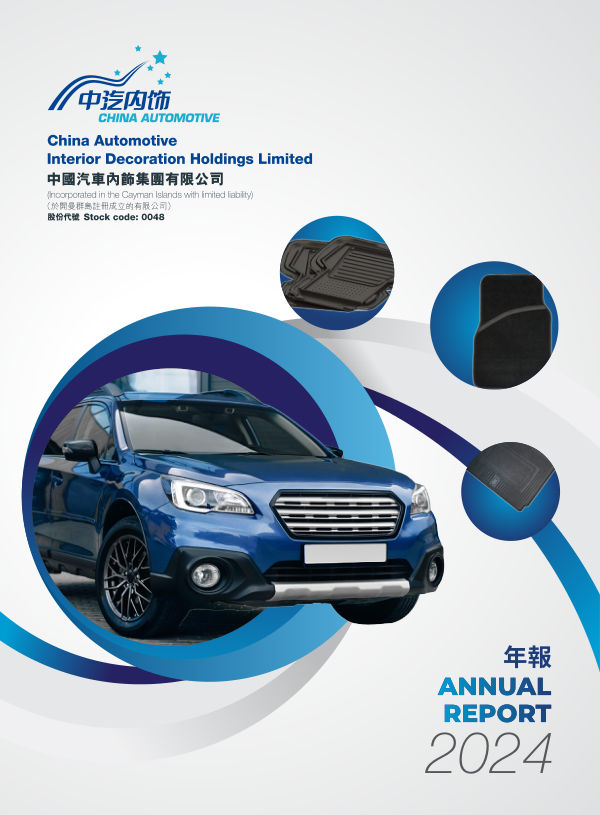 中汽内饰
CHINA AUTOMOTIVE
China Automotive
Interior Decoration Holdings Limited
中國汽車內飾集團有限公司
(Incorporated in the Cayman Islands with limited liability)
（於開曼群島註冊成立的有限公司）
股份代號 Stock code: 0048
年報
ANNUAL
REPORT
2024